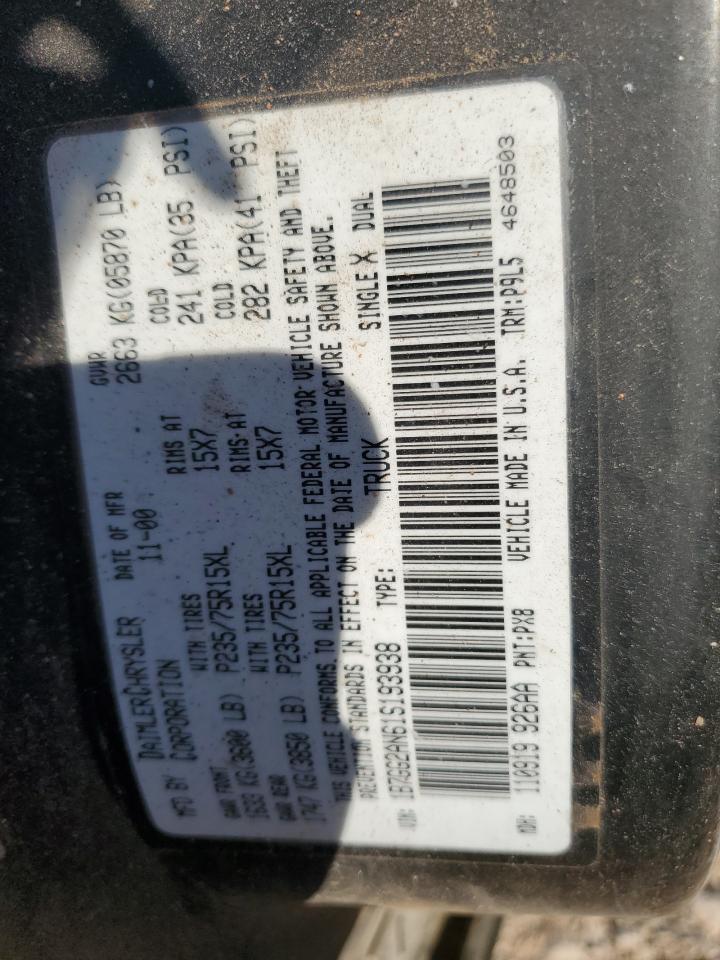 MFD BY DAIMLERCHRYSLER CORPORATION DATE OF MFR 11-00 GVWR 2663 KG(05870 LB)
GAWR FRONT WITH TIRES RIMS AT COLD
1633 KG(3600 LB) P235/75R15XL 15X7 241 KPA(35 PSI)
GAWR REAR WITH TIRES RIMS AT COLD
1747 KG(3850 LB) P235/75R15XL 15X7 282 KPA(41 PSI)
THIS VEHICLE CONFORMS TO ALL APPLICABLE FEDERAL MOTOR VEHICLE SAFETY AND THEFT
PREVENTION STANDARDS IN EFFECT ON THE DATE OF MANUFACTURE SHOWN ABOVE.
VIN: 1B7GG2AN61S193938 TYPE: TRUCK SINGLE X DUAL
MDH: 110919 926AA PNT:PX8 VEHICLE MADE IN U.S.A. TRM:P9L5 4648503